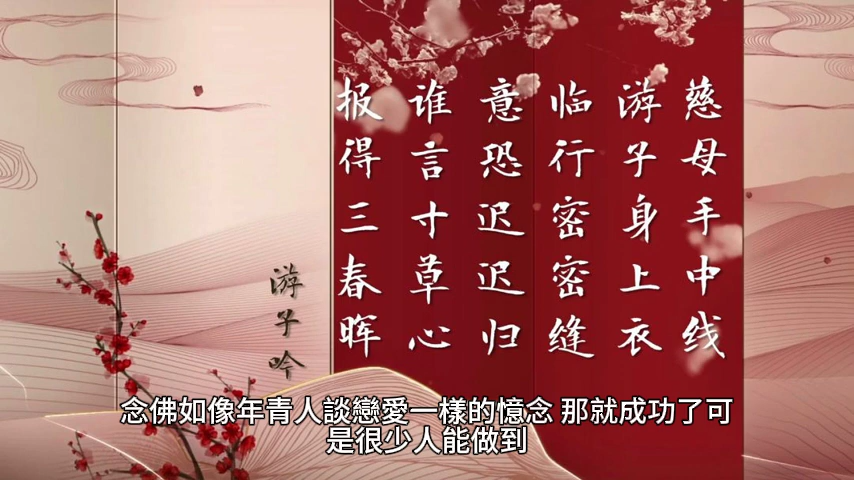 慈母手中线
游子身上衣
临行密密缝
意恐迟迟归
谁言寸草心
报得三春晖
游子吟
念佛如像年青人談戀愛一樣的憶念 那就成功了可
是很少人能做到